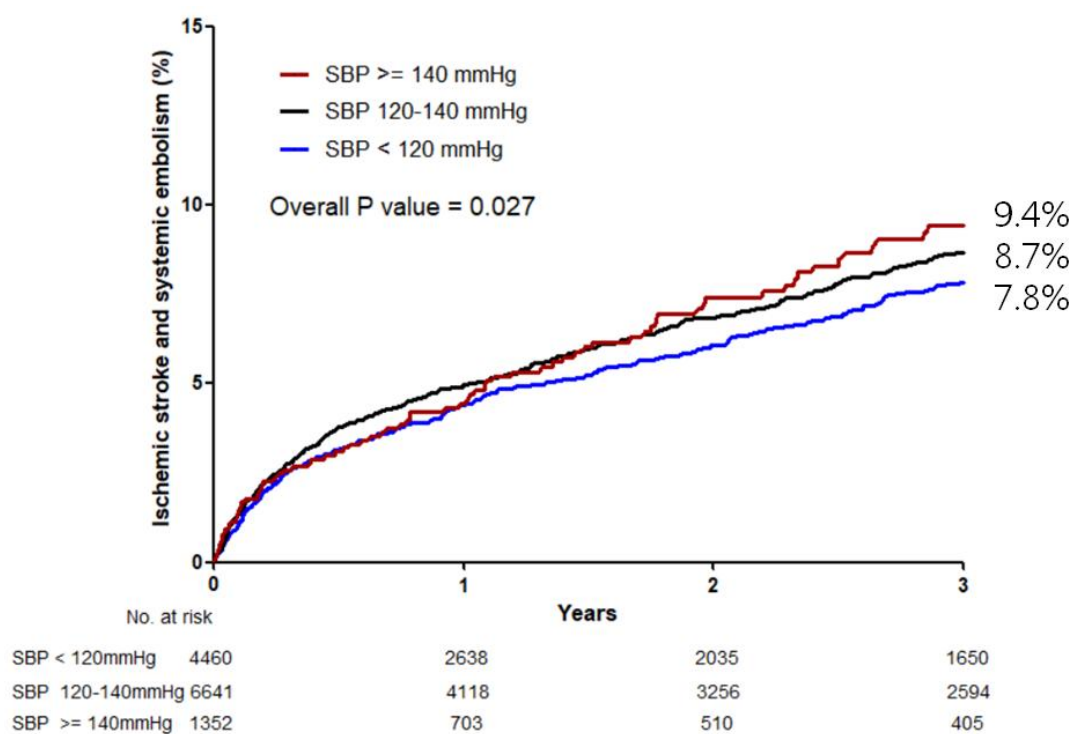 15
SBP >= 140 mmHg
SBP 120-140 mmHg
SBP < 120 mmHg
Overall P value = 0.027
10
9.4%
8.7%
7.8%
5
0
Ischemic stroke and systemic embolism (%)
0 1 2 3
Years
No. at risk
SBP < 120mmHg 4460 2638 2035 1650
SBP 120-140mmHg 6641 4118 3256 2594
SBP >= 140mmHg 1352 703 510 405